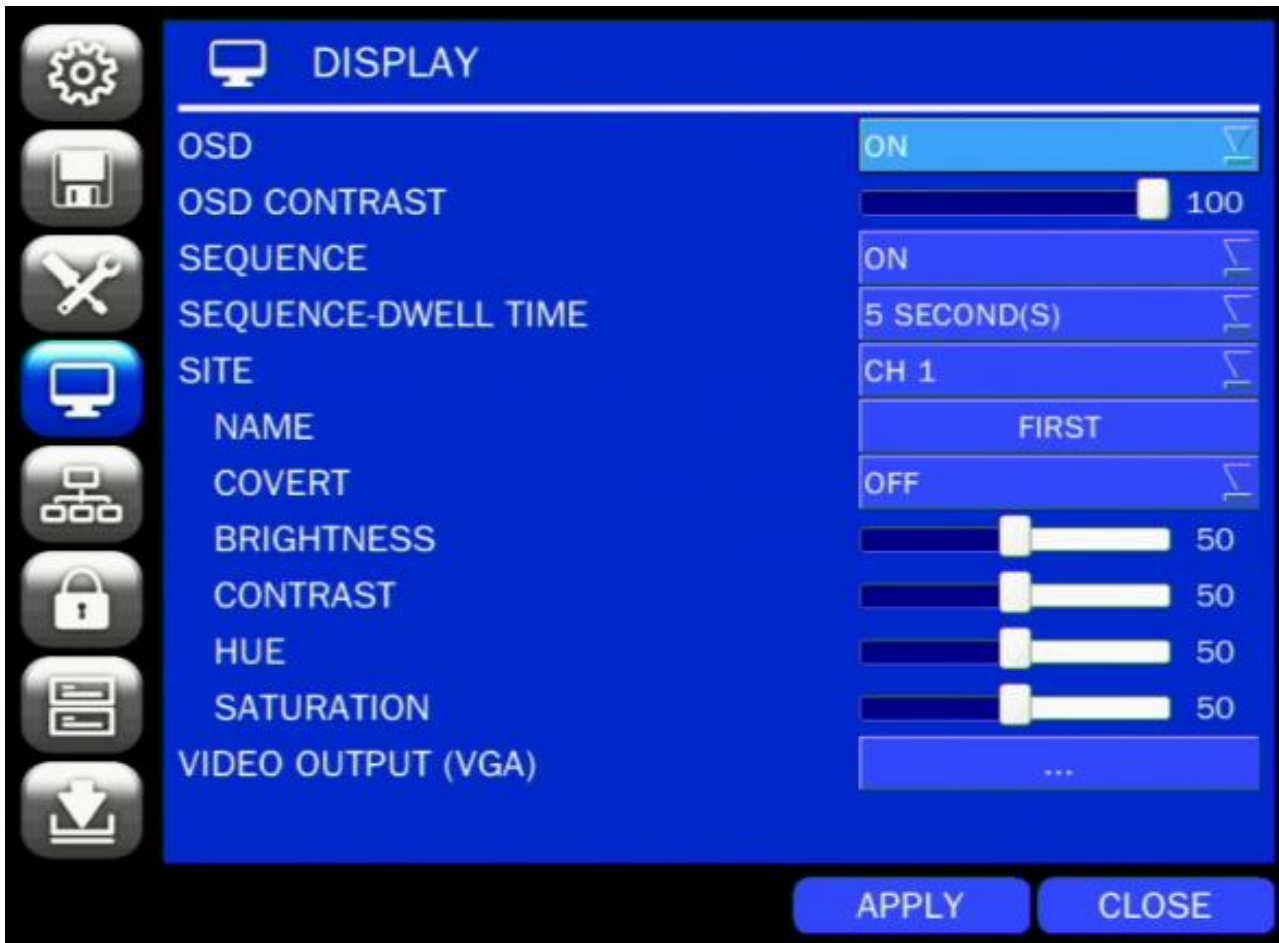 DISPLAY
OSD ON
OSD CONTRAST 100
SEQUENCE ON
SEQUENCE-DWELL TIME 5 SECOND(S)
SITE CH 1
NAME FIRST
COVERT OFF
BRIGHTNESS 50
CONTRAST 50
HUE 50
SATURATION 50
VIDEO OUTPUT (VGA) ...
APPLY CLOSE